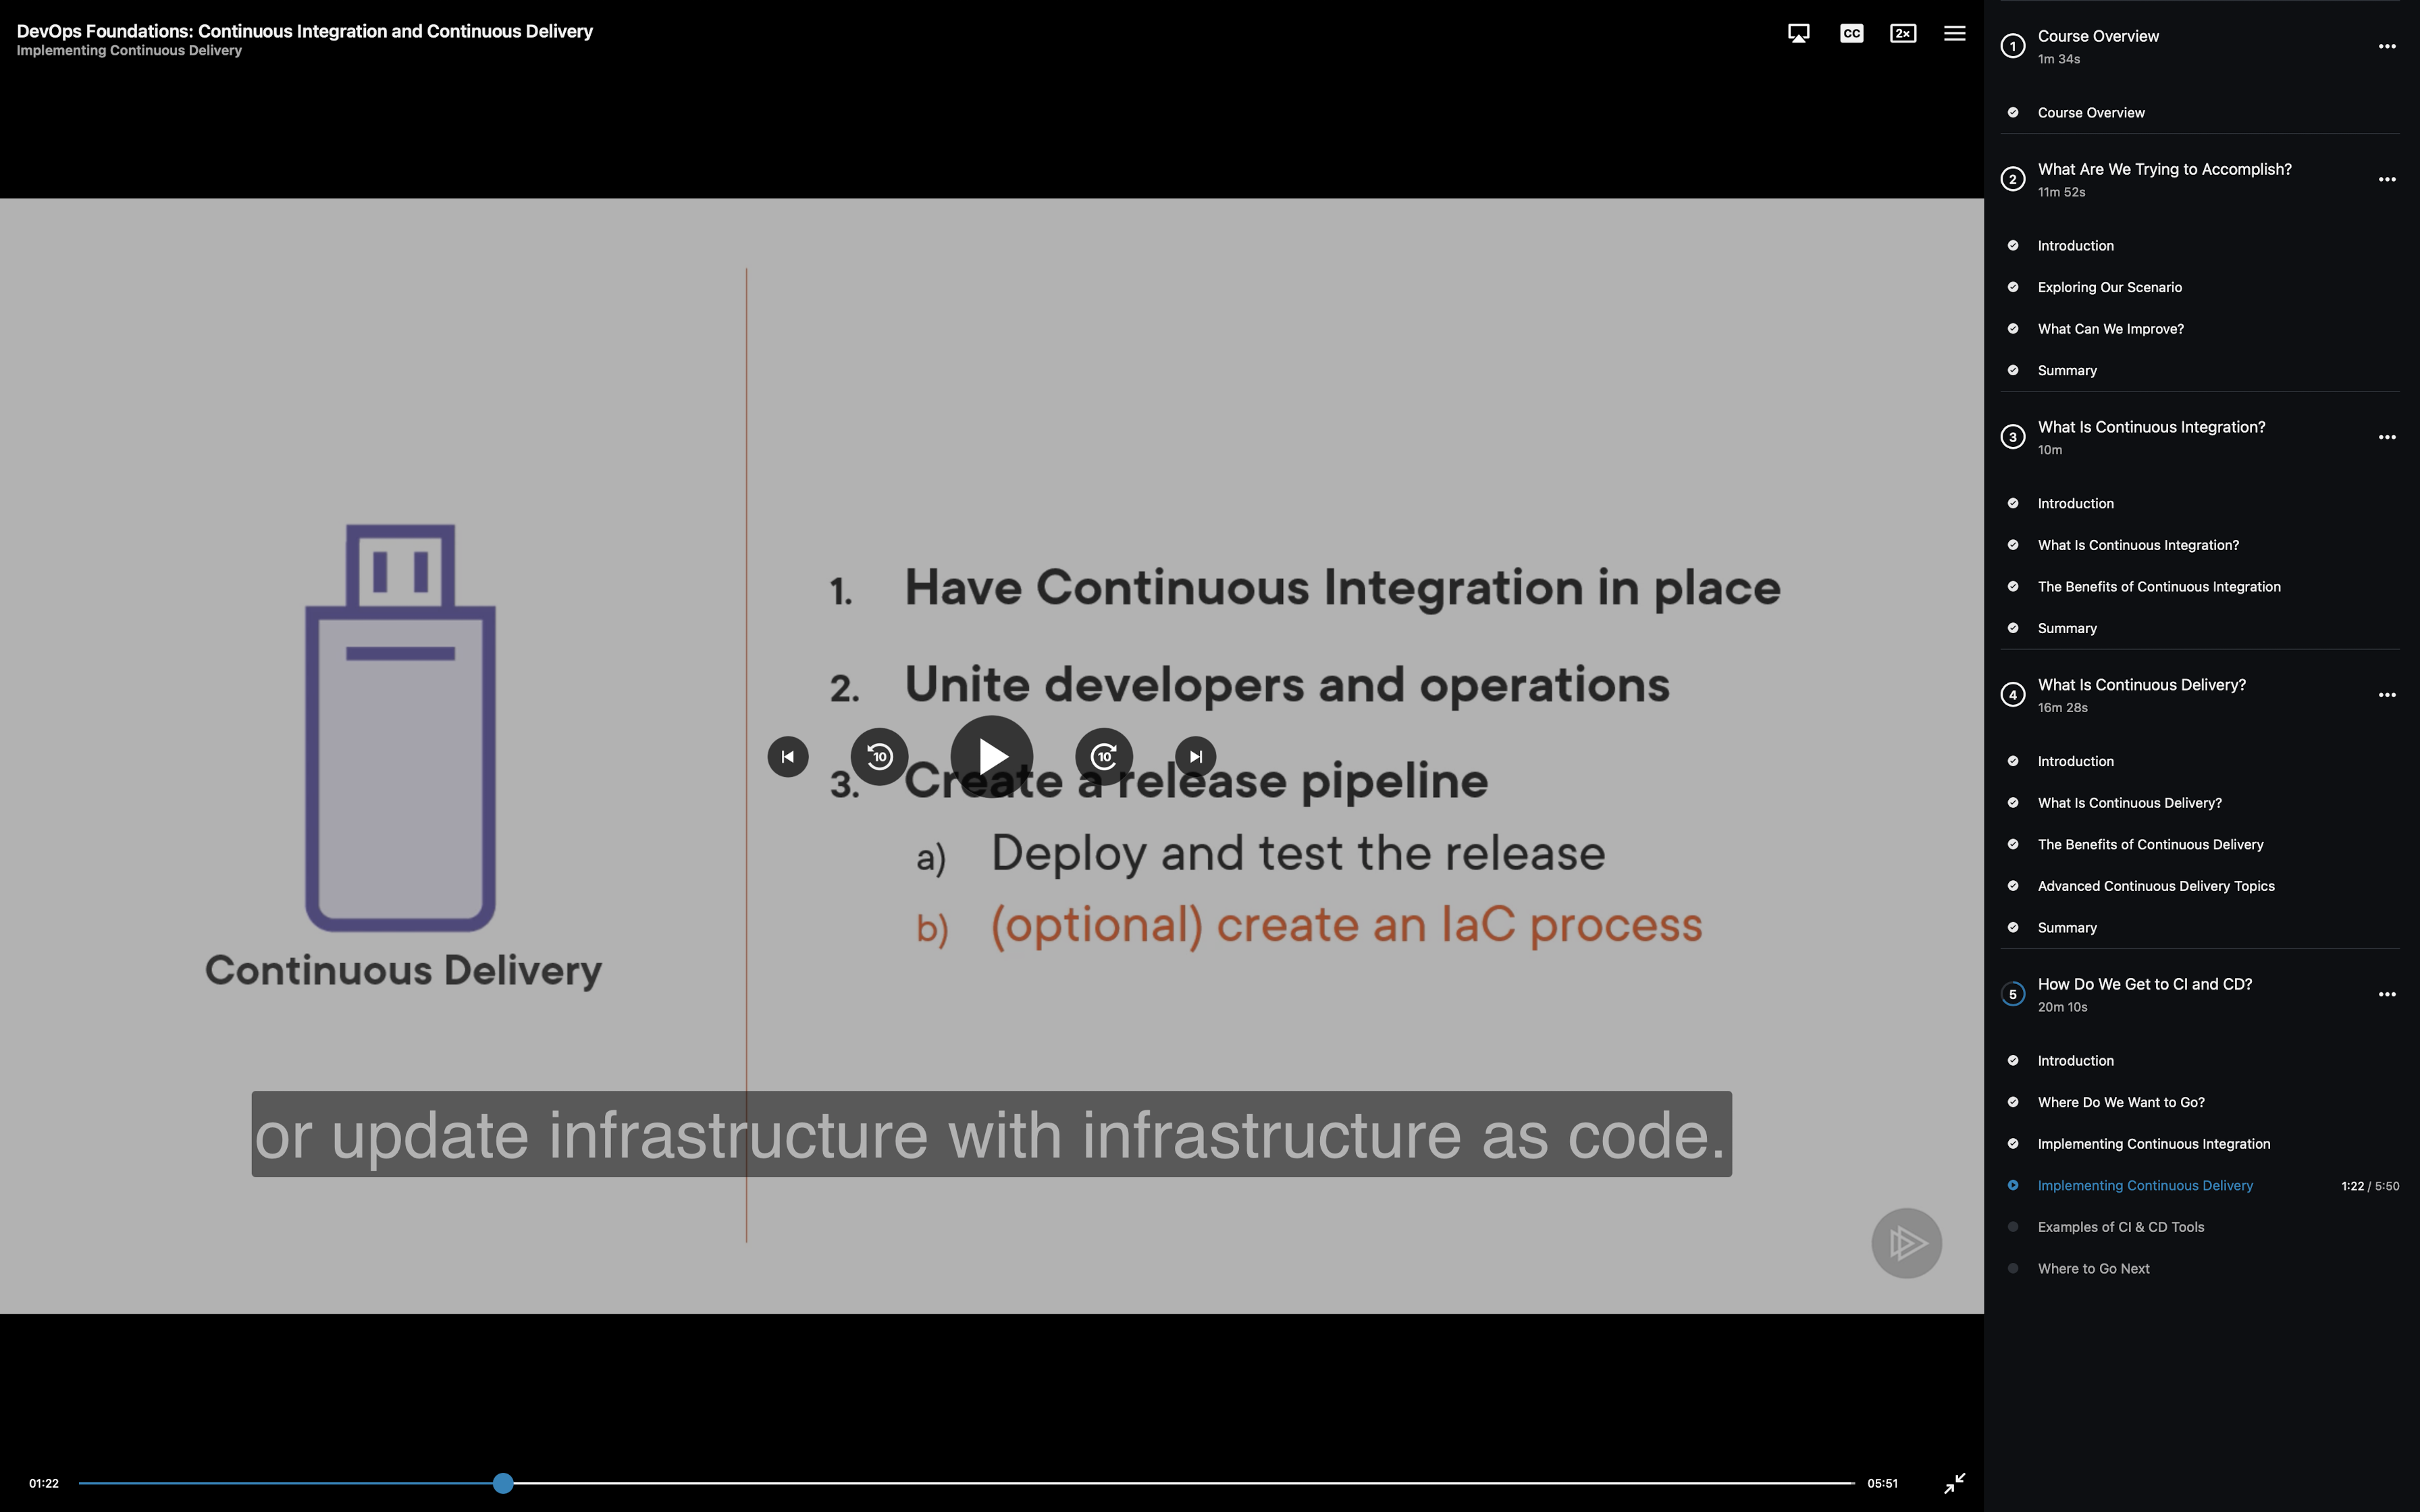 DevOps Foundations: Continuous Integration and Continuous Delivery
Implementing Continuous Delivery
CC
2×
1. Have Continuous Integration in place
2. Unite developers and operations
10
10
3. Create a release pipeline
a) Deploy and test the release
b) (optional) create an IaC process
Continuous Delivery
or update infrastructure with infrastructure as code.
01:22
05:51
1
Course Overview
1m 34s
Course Overview
2
What Are We Trying to Accomplish?
11m 52s
Introduction
Exploring Our Scenario
What Can We Improve?
Summary
3
What Is Continuous Integration?
10m
Introduction
What Is Continuous Integration?
The Benefits of Continuous Integration
Summary
4
What Is Continuous Delivery?
16m 28s
Introduction
What Is Continuous Delivery?
The Benefits of Continuous Delivery
Advanced Continuous Delivery Topics
Summary
5
How Do We Get to CI and CD?
20m 10s
Introduction
Where Do We Want to Go?
Implementing Continuous Integration
Implementing Continuous Delivery 1:22 / 5:50
Examples of CI & CD Tools
Where to Go Next